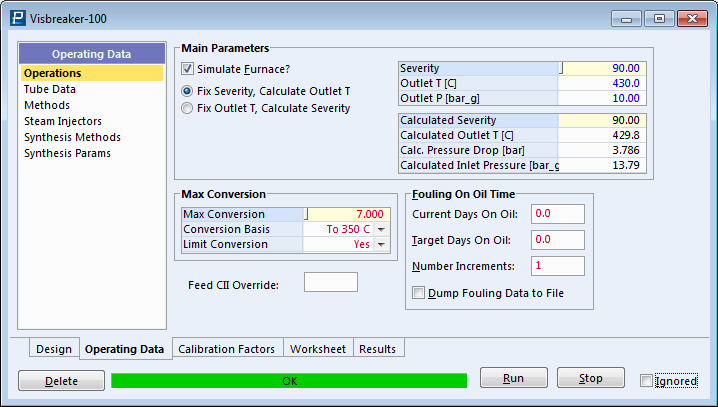 Visbreaker-100
Operating Data
Operations
Tube Data
Methods
Steam Injectors
Synthesis Methods
Synthesis Params
Main Parameters
Simulate Furnace?
Fix Severity, Calculate Outlet T
Fix Outlet T, Calculate Severity
Severity 90.00
Outlet T [C] 430.0
Outlet P [bar_g] 10.00
Calculated Severity 90.00
Calculated Outlet T [C] 429.8
Calc. Pressure Drop [bar] 3.786
Calculated Inlet Pressure [bar_g 13.79
Max Conversion
Max Conversion 7.000
Conversion Basis To 350 C
Limit Conversion Yes
Feed CII Override:
Fouling On Oil Time
Current Days On Oil: 0.0
Target Days On Oil: 0.0
Number Increments: 1
Dump Fouling Data to File
Design Operating Data Calibration Factors Worksheet Results
Delete OK Run Stop Ignored